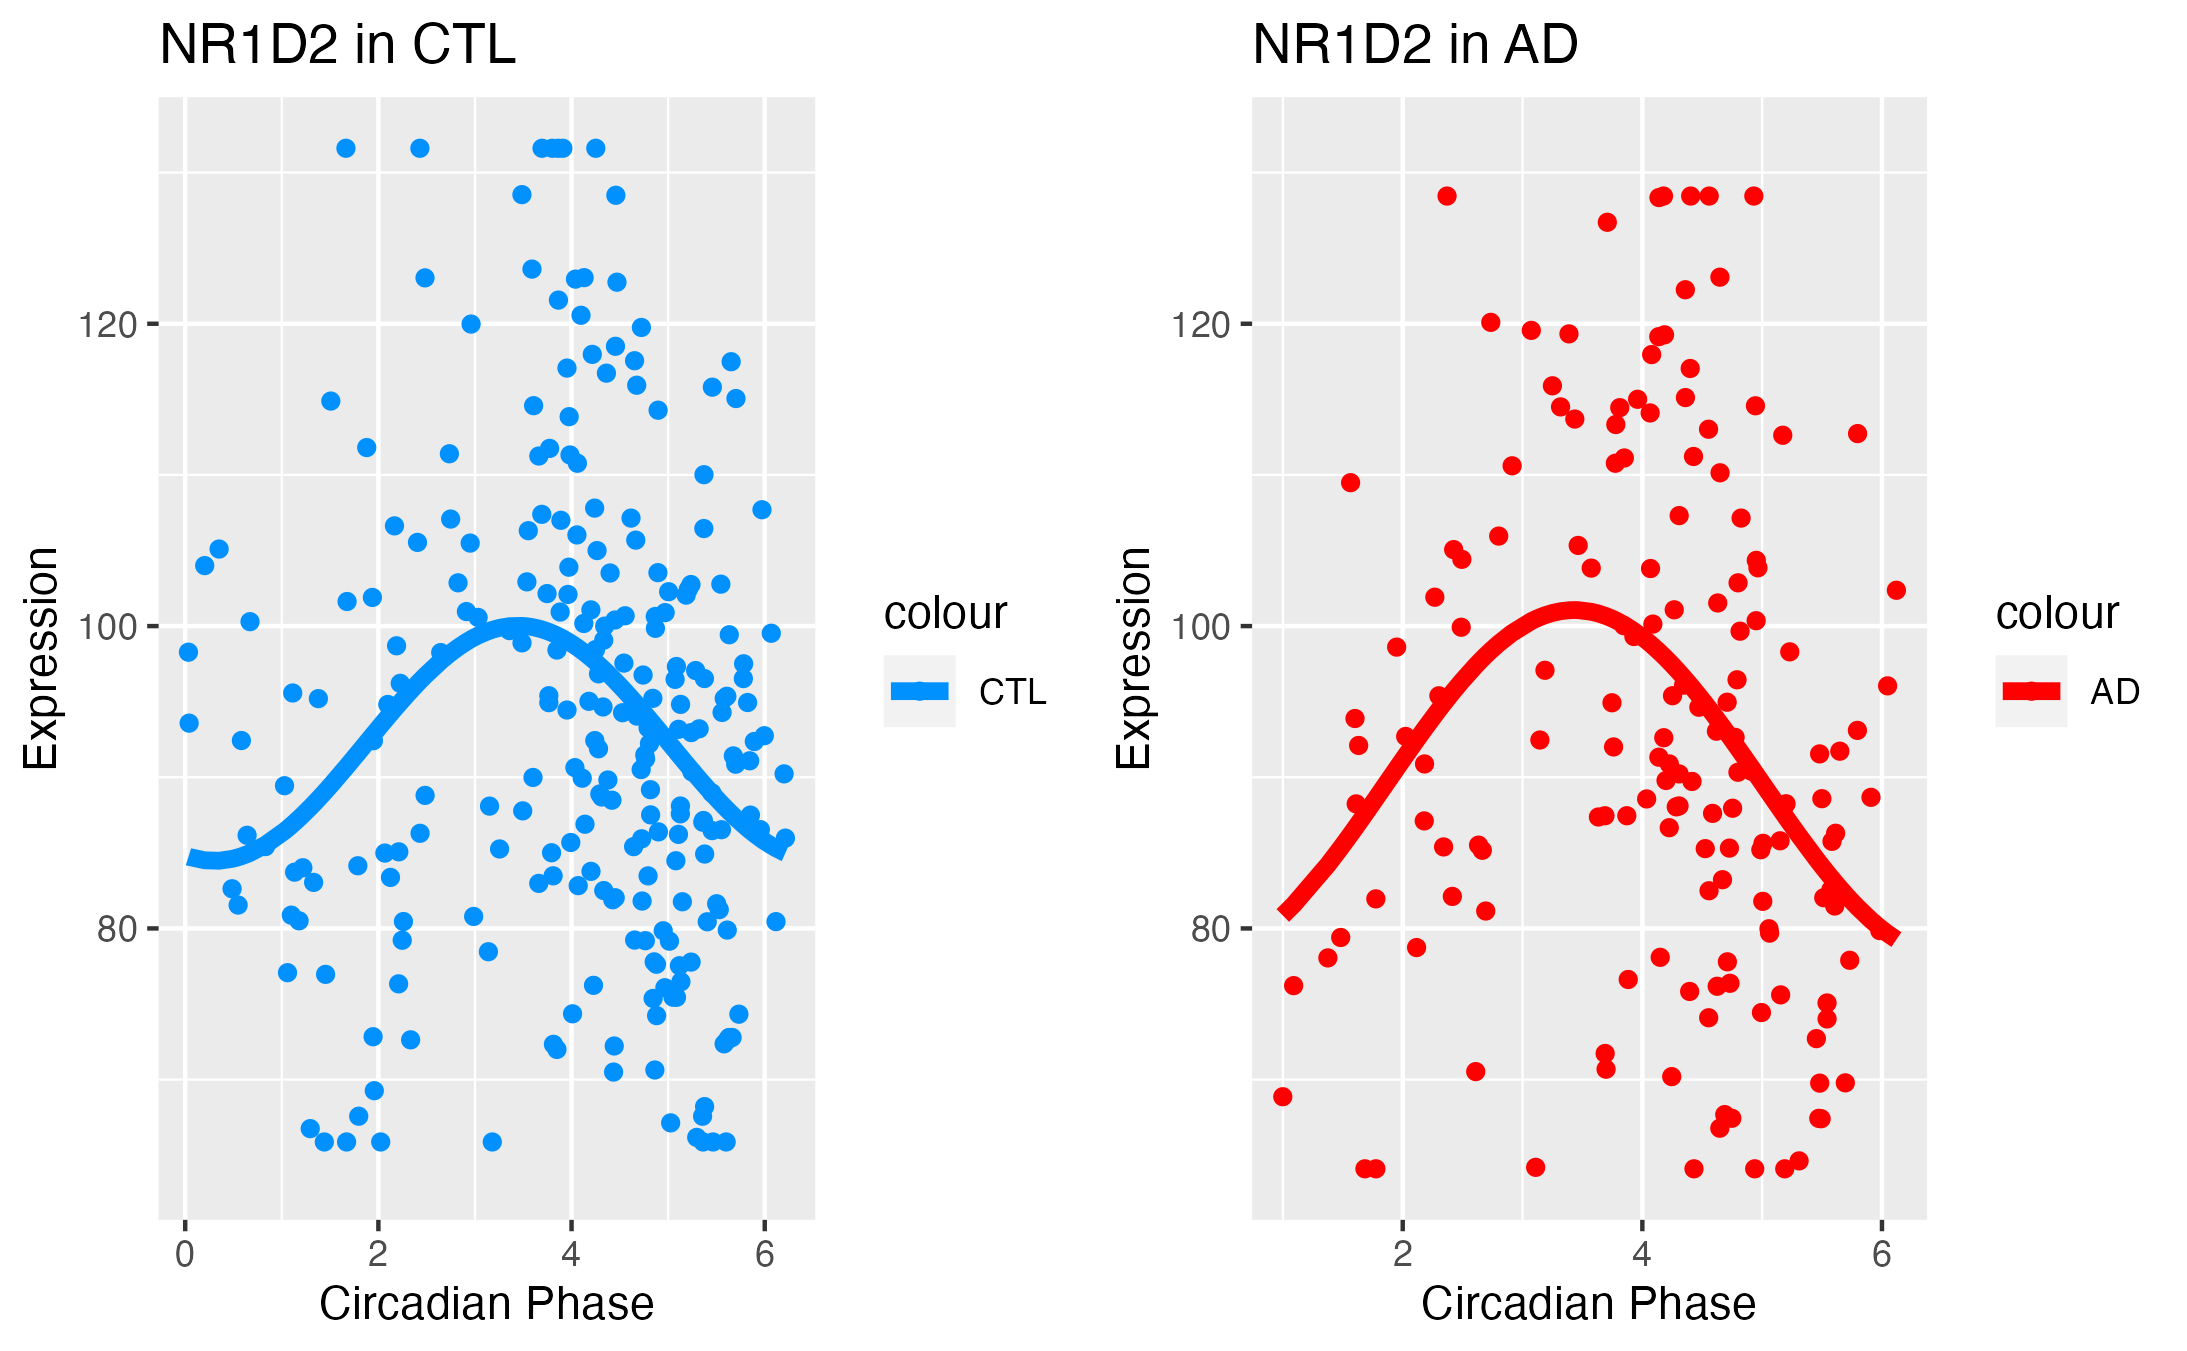 NR1D2 in CTL
Expression
120
100
80
0 2 4 6
Circadian Phase
colour
CTL
NR1D2 in AD
Expression
120
100
80
2 4 6
Circadian Phase
colour
AD